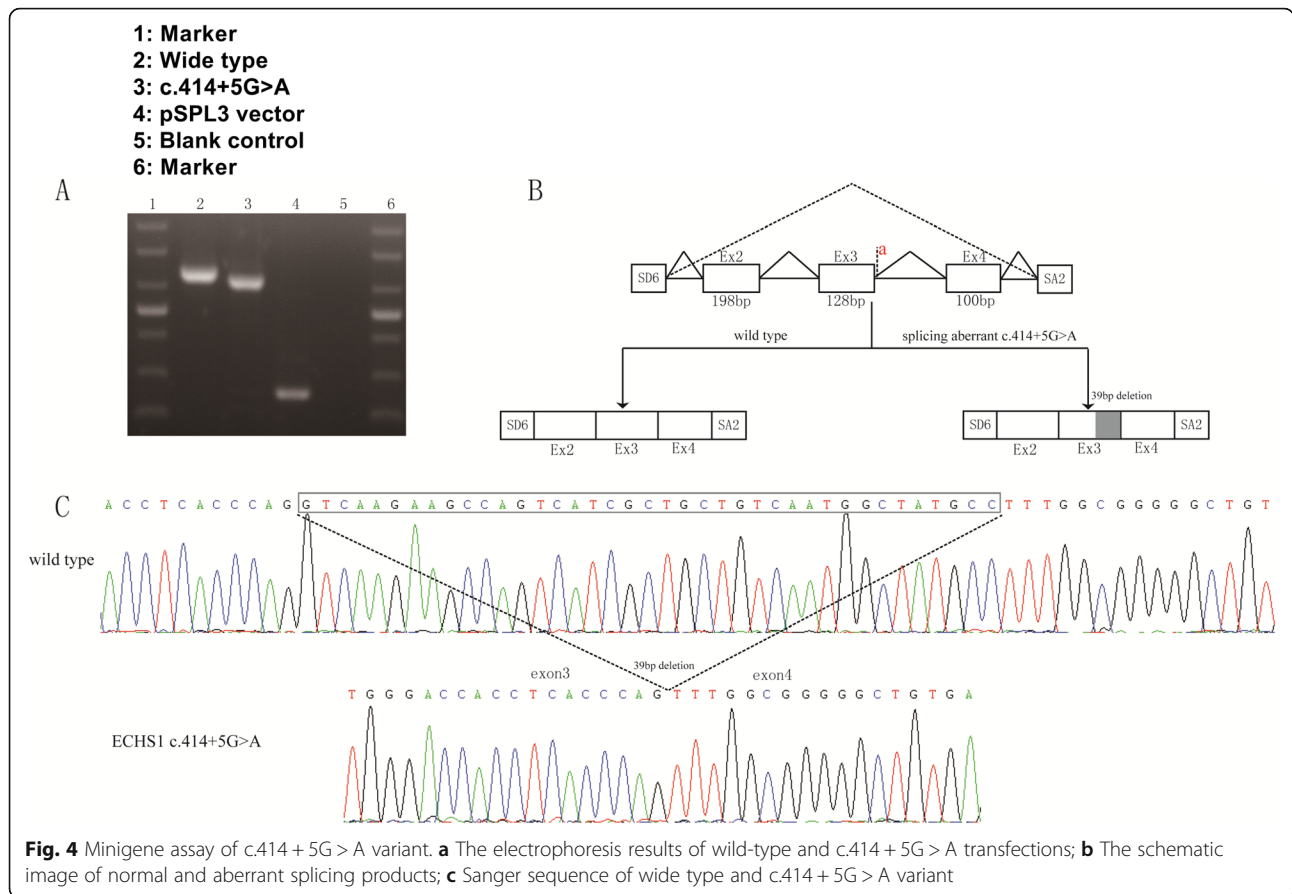 1: Marker
2: Wide type
3: c.414+5G>A
4: pSPL3 vector
5: Blank control
6: Marker
A
1 2 3 4 5 6
B
a
Ex2 Ex3 Ex4
SD6 SA2
198bp 128bp 100bp
wild type splicing aberrant c.414+5G>A
39bp deletion
SD6 SA2 SD6 SA2
Ex2 Ex3 Ex4 Ex2 Ex3 Ex4
C
A C C T C A C C C A G G T C A A G A A G C C A G T C A T C G C T G C T G T C A A T G G C T A T G C C T T T G G C G G G G G C T G T
wild type
39bp deletion
exon3 exon4
T G G G A C C A C C T C A C C C A G T T T G G C G G G G G C T G T G A
ECHS1 c.414+5G>A
Fig. 4 Minigene assay of c.414 + 5G > A variant. a The electrophoresis results of wild-type and c.414 + 5G > A transfections; b The schematic
image of normal and aberrant splicing products; c Sanger sequence of wide type and c.414 + 5G > A variant